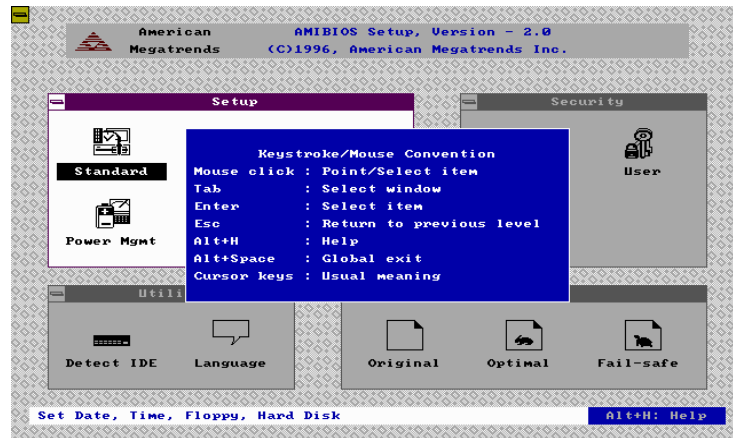 American
Megatrends
AMIBIOS Setup, Version - 2.0
(C)1996, American Megatrends Inc.
Setup
Security
Standard
Power Mgmt
User
Keystroke/Mouse Convention
Mouse click : Point/Select item
Tab : Select window
Enter : Select item
Esc : Return to previous level
Alt+H : Help
Alt+Space : Global exit
Cursor keys : Usual meaning
Utili
Detect IDE
Language
Original
Optimal
Fail-safe
Set Date, Time, Floppy, Hard Disk
Alt+H: Help